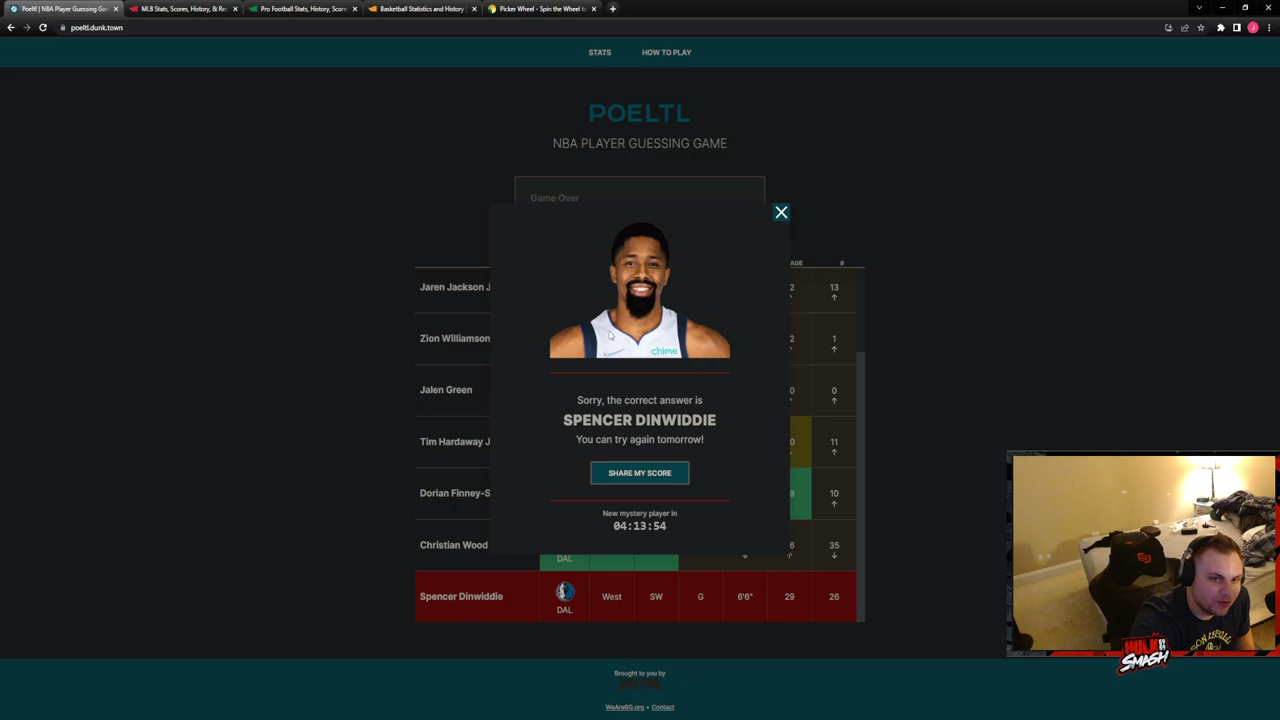 Poeltl | NBA Player Guessing Gam
MLB Stats, Scores, History, & Re
Pro Football Stats, History, Score
Basketball Statistics and History
Picker Wheel - Spin the Wheel t
poeltl.dunk.town
STATS
HOW TO PLAY
POELTL
NBA PLAYER GUESSING GAME
Game Over
AGE #
Jaren Jackson J 2 13
↑ ↑
Zion Williamson 2 1
↑ ↑
Jalen Green 0 0
↑ ↑
Tim Hardaway J 0 11
↑
Dorian Finney-S 9 10
↑
Christian Wood 6 35
DAL ↓ ↑ ↓
Spencer Dinwiddie West SW G 6'6" 29 26
DAL
chime
Sorry, the correct answer is
SPENCER DINWIDDIE
You can try again tomorrow!
SHARE MY SCORE
New mystery player in
04:13:54
Brought to you by
WeAreBG.org • Contact
HULK
SMASH